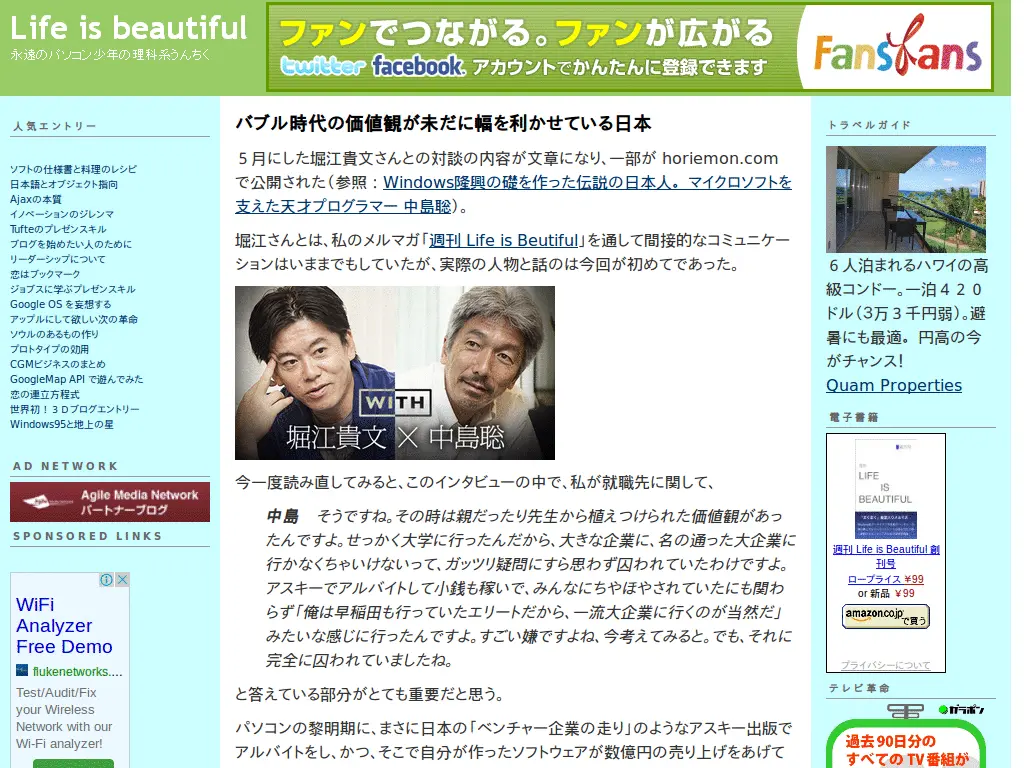 Life is beautiful
永遠のパソコン少年の理科系うんちく
ファンでつながる。ファンが広がる
twitter facebook. アカウントでかんたんに登録できます
FansFans
人気エントリー
ソフトの仕様書と料理のレシピ
日本語とオブジェクト指向
Ajaxの本質
イノベーションのジレンマ
Tufteのプレゼンスキル
ブログを始めたい人のために
リーダーシップについて
恋はブックマーク
ジョブスに学ぶプレゼンスキル
Google OS を妄想する
アップルにして欲しい次の革命
ソウルのあるもの作り
プロトタイプの効用
CGMビジネスのまとめ
GoogleMap API で遊んでみた
恋の連立方程式
世界初！３Ｄブログエントリー
Windows95と地上の星
AD NETWORK
Agile Media Network
パートナーブログ
SPONSORED LINKS
WiFi
Analyzer
Free Demo
flukenetworks....
Test/Audit/Fix
your Wireless
Network with our
Wi-Fi analyzer!
バブル時代の価値観が未だに幅を利かせている日本
５月にした堀江貴文さんとの対談の内容が文章になり、一部が horiemon.com
で公開された（参照：Windows隆興の礎を作った伝説の日本人。マイクロソフトを
支えた天才プログラマー 中島聡）。
堀江さんとは、私のメルマガ「週刊 Life is Beutiful」を通して間接的なコミュニケー
ションはいままでもしていたが、実際の人物と話のは今回が初めてであった。
WITH
堀江貴文 × 中島聡
今一度読み直してみると、このインタビューの中で、私が就職先に関して、
中島　そうですね。その時は親だったり先生から植えつけられた価値観があっ
たんですよ。せっかく大学に行ったんだから、大きな企業に、名の通った大企業に
行かなくちゃいけないって、ガッツリ疑問にすら思わず囚われていたわけですよ。
アスキーでアルバイトして小銭も稼いで、みんなにちやほやされていたにも関わ
らず「俺は早稲田も行っていたエリートだから、一流大企業に行くのが当然だ」
みたいな感じに行ったんですよ。すごい嫌ですよね、今考えてみると。でも、それに
完全に囚われていましたね。
と答えている部分がとても重要だと思う。
パソコンの黎明期に、まさに日本の「ベンチャー企業の走り」のようなアスキー出版で
アルバイトをし、かつ、そこで自分が作ったソフトウェアが数億円の売り上げをあげて
トラベルガイド
６人泊まれるハワイの高
級コンドー。一泊４２０
ドル（３万３千円弱）。避
暑にも最適。 円高の今
がチャンス！
Quam Properties
電子書籍
LIFE
IS
BEAUTIFUL
週刊 Life is Beautiful 創
刊号
ロープライス ¥99
or 新品 ¥99
amazon.co.jp
で買う
プライバシーについて
テレビ革命
ガラポン
過去90日分の
すべてのTV番組が